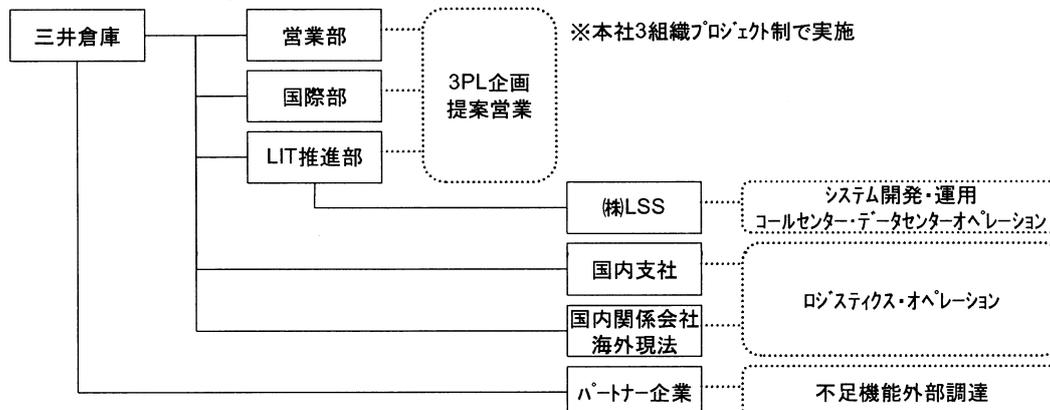 三井倉庫
営業部
※本社3組織ﾌﾟﾛｼﾞｪｸﾄ制で実施
国際部
3PL企画
提案営業
LIT推進部
㈱LSS
ｼｽﾃﾑ開発・運用
ｺｰﾙｾﾝﾀｰ・ﾃﾞｰﾀｾﾝﾀｰｵﾍﾟﾚｰｼｮﾝ
国内支社
ﾛｼﾞｽﾃｨｸｽ・ｵﾍﾟﾚｰｼｮﾝ
国内関係会社
海外現法
ﾊﾟｰﾄﾅｰ企業
不足機能外部調達